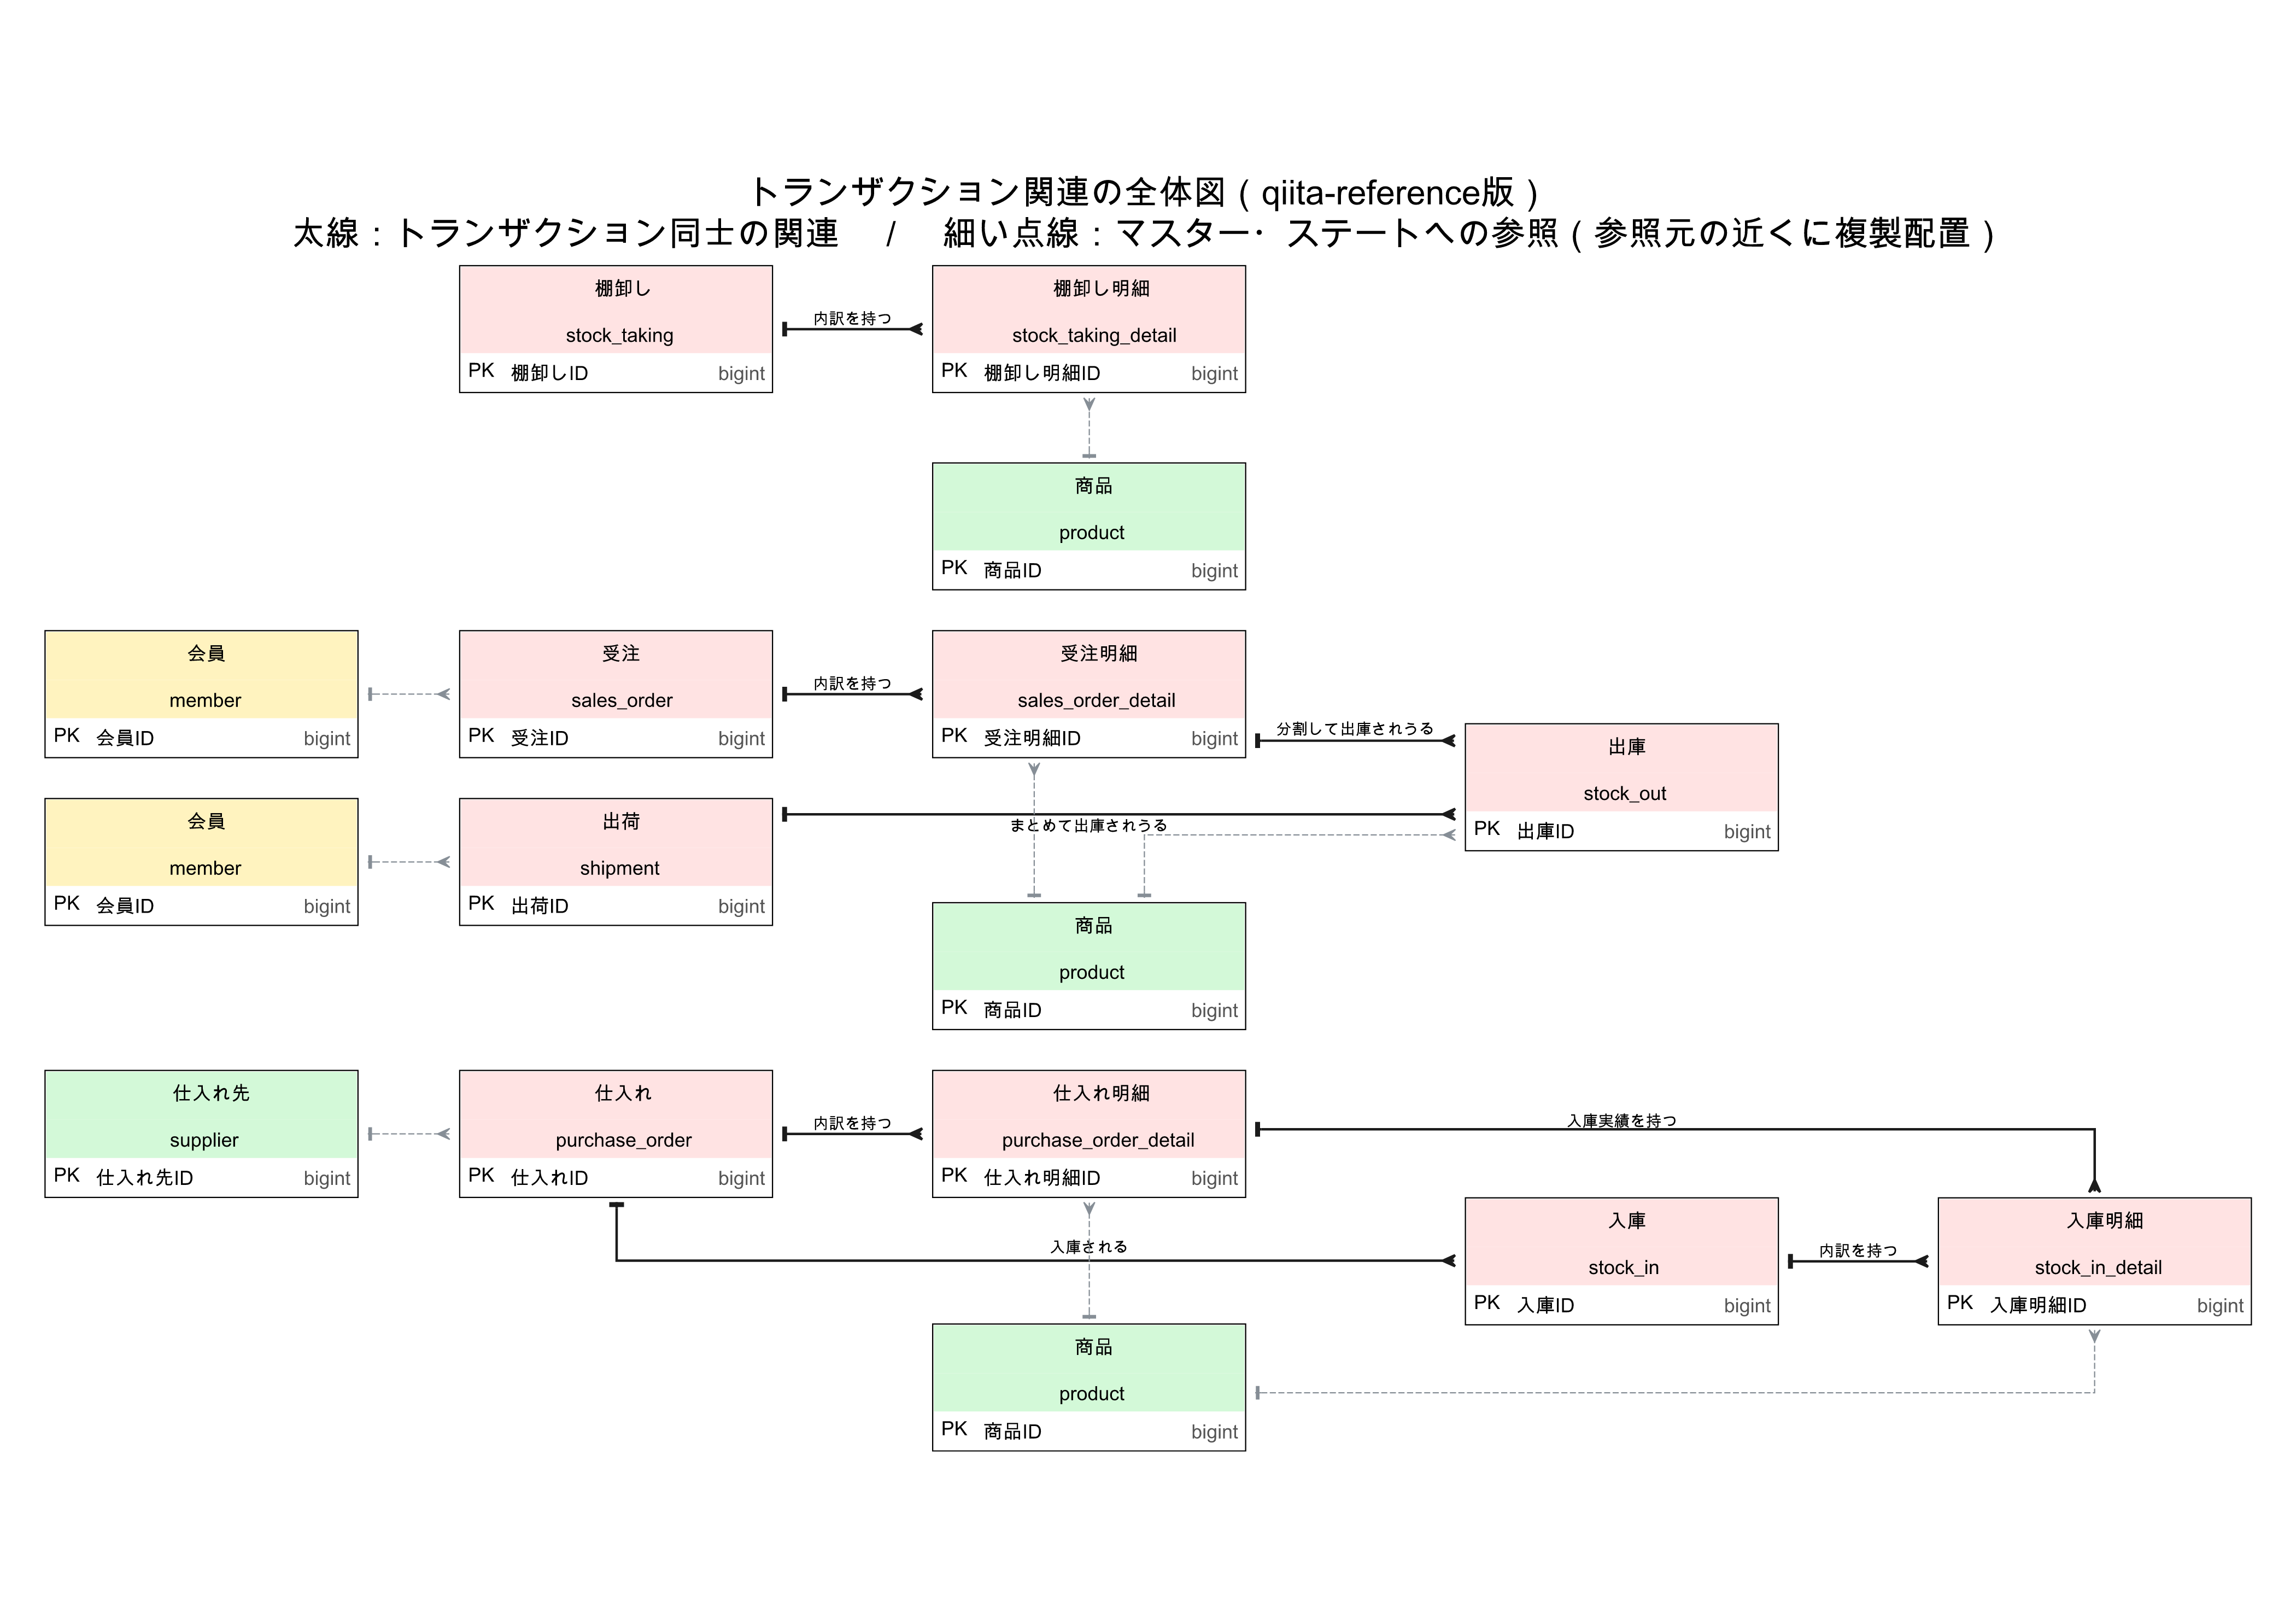 トランザクション関連の全体図（qiita-reference版）
太線：トランザクション同士の関連　/　細い点線：マスター・ステートへの参照（参照元の近くに複製配置）
棚卸し
stock_taking
PK 棚卸しID bigint
内訳を持つ
棚卸し明細
stock_taking_detail
PK 棚卸し明細ID bigint
商品
product
PK 商品ID bigint
会員
member
PK 会員ID bigint
受注
sales_order
PK 受注ID bigint
内訳を持つ
受注明細
sales_order_detail
PK 受注明細ID bigint
分割して出庫されうる
出庫
stock_out
PK 出庫ID bigint
会員
member
PK 会員ID bigint
出荷
shipment
PK 出荷ID bigint
まとめて出庫されうる
商品
product
PK 商品ID bigint
仕入れ先
supplier
PK 仕入れ先ID bigint
仕入れ
purchase_order
PK 仕入れID bigint
内訳を持つ
仕入れ明細
purchase_order_detail
PK 仕入れ明細ID bigint
入庫実績を持つ
入庫される
入庫
stock_in
PK 入庫ID bigint
内訳を持つ
入庫明細
stock_in_detail
PK 入庫明細ID bigint
商品
product
PK 商品ID bigint